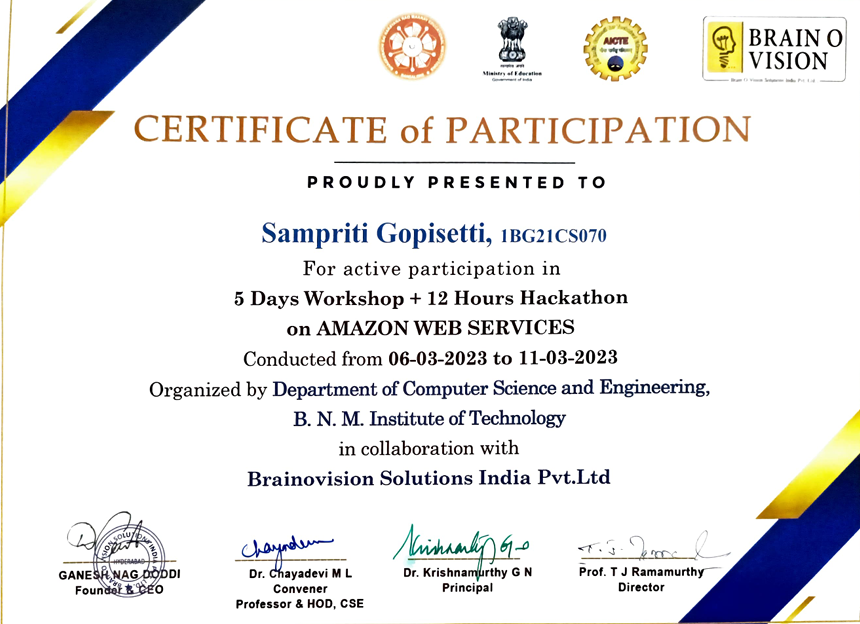 Ministry of Education
Government of India
AICTE
BRAIN O
VISION
Brain O Vision Solutions India Pvt. Ltd.
CERTIFICATE of PARTICIPATION
PROUDLY PRESENTED TO
Sampriti Gopisetti, 1BG21CS070
For active participation in
5 Days Workshop + 12 Hours Hackathon
on AMAZON WEB SERVICES
Conducted from 06-03-2023 to 11-03-2023
Organized by Department of Computer Science and Engineering,
B. N. M. Institute of Technology
in collaboration with
Brainovision Solutions India Pvt.Ltd
HYDERABAD
GANESH NAG DODDI
Founder & CEO
Chayadevi
Dr. Chayadevi M L
Convener
Professor & HOD, CSE
Krishnamurthy G N
Dr. Krishnamurthy G N
Principal
Prof. T J Ramamurthy
Director